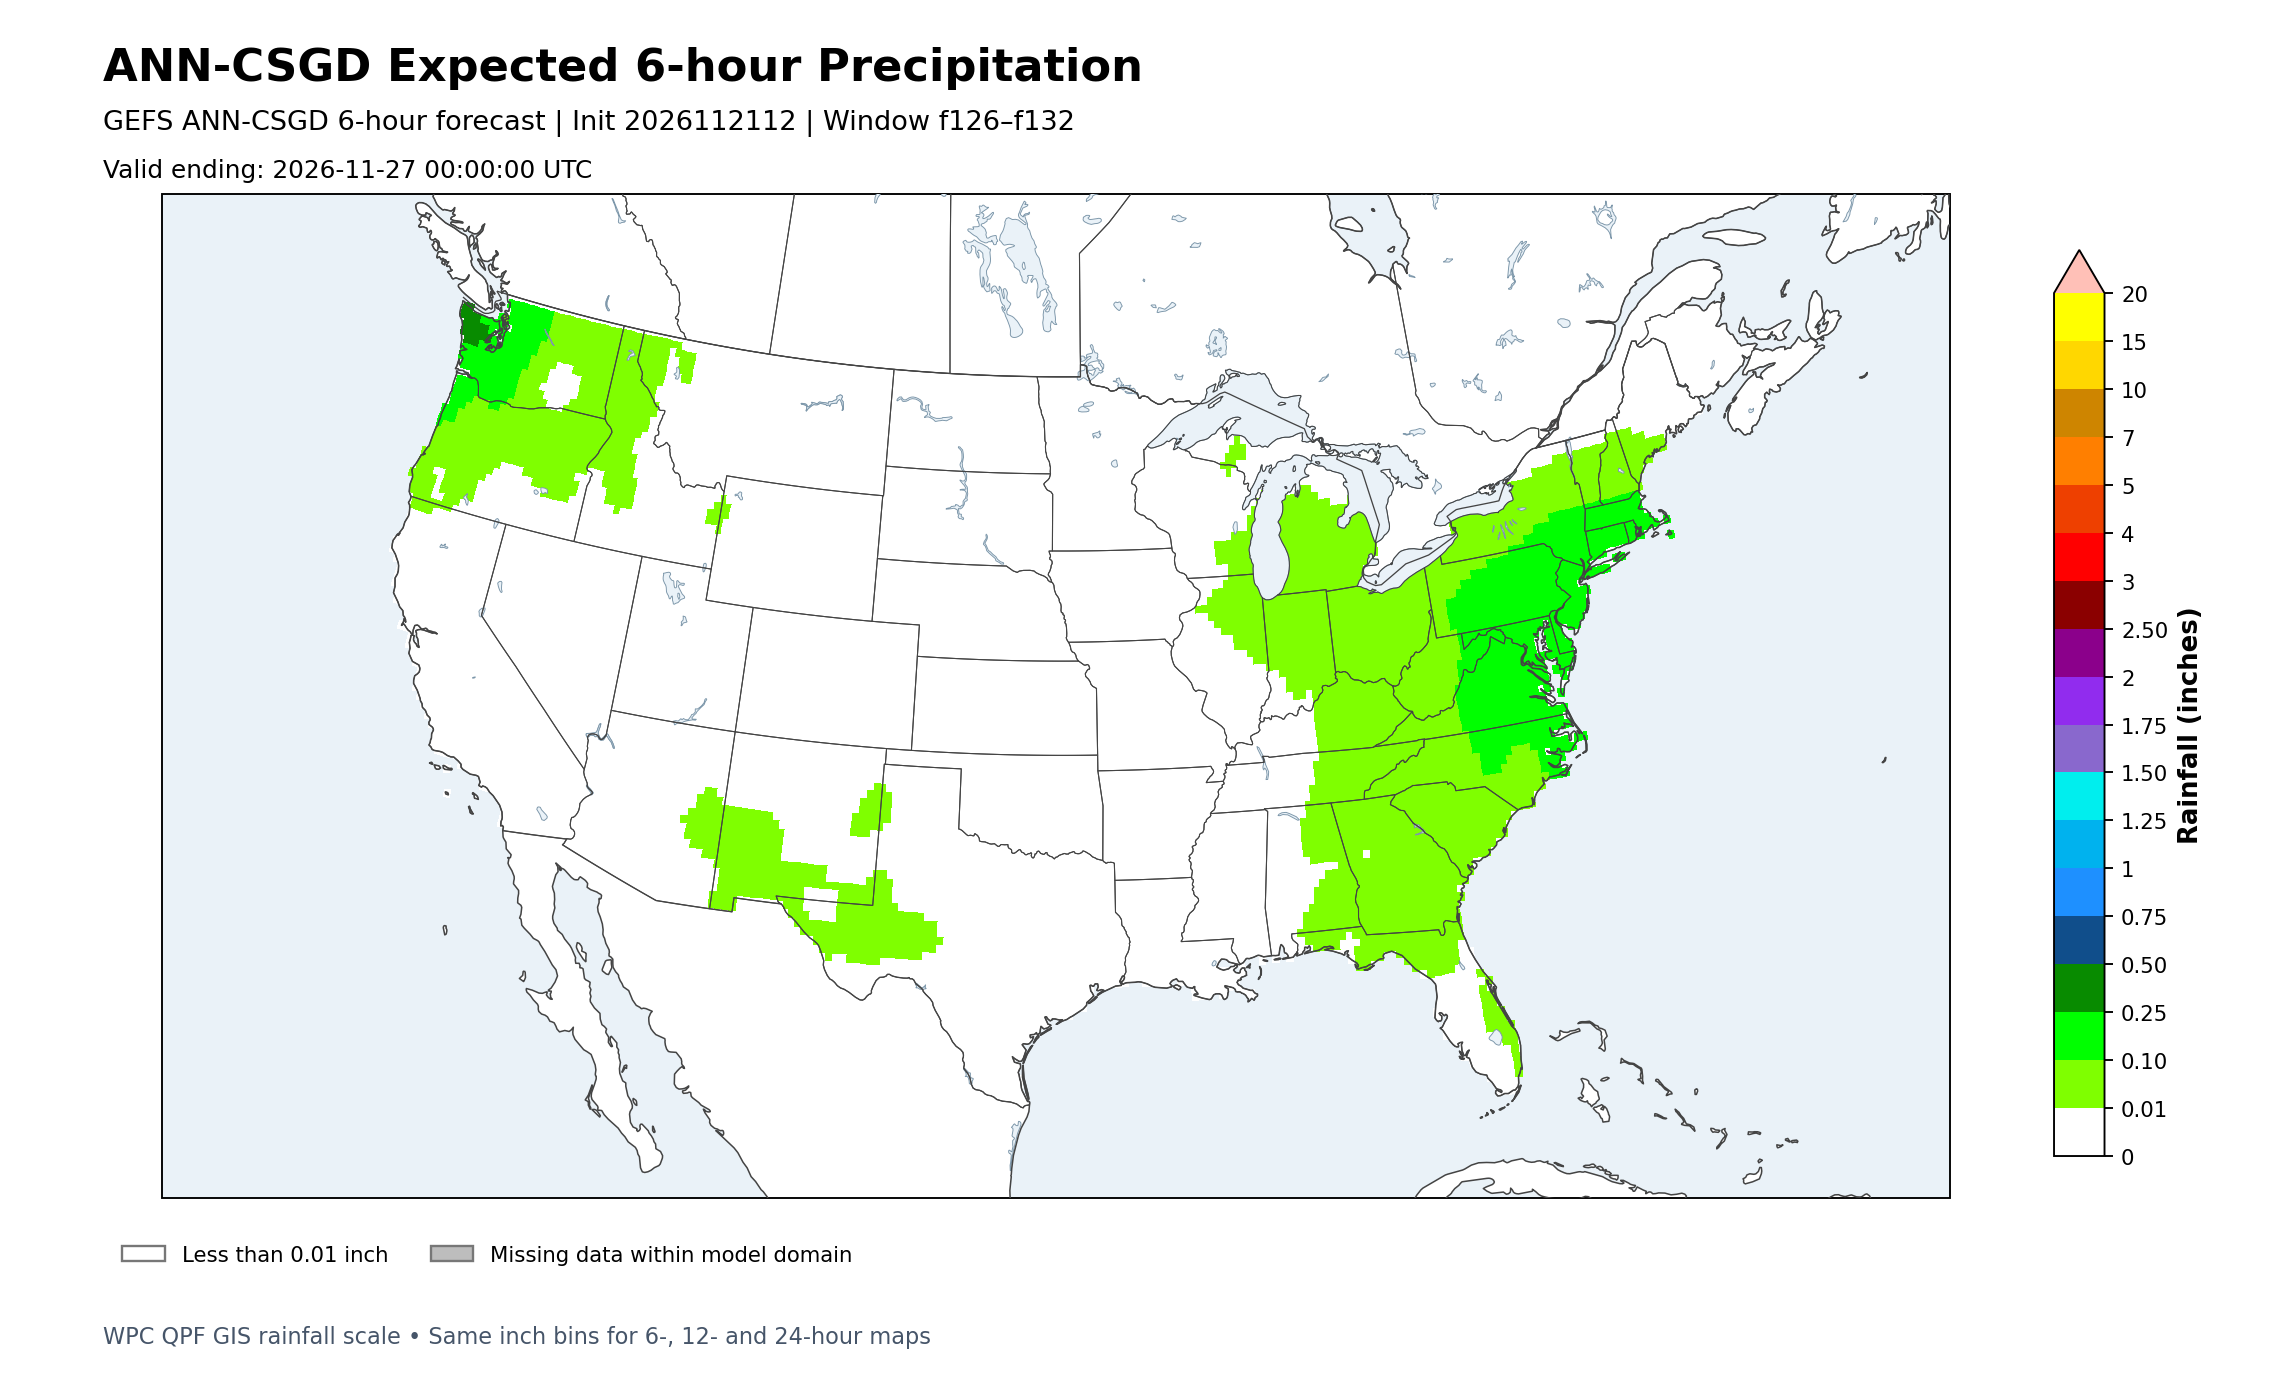 ANN-CSGD Expected 6-hour Precipitation
GEFS ANN-CSGD 6-hour forecast | Init 2026112112 | Window f126–f132
Valid ending: 2026-11-27 00:00:00 UTC
20
15
10
7
5
4
3
2.50
2
1.75
1.50
1.25
1
0.75
0.50
0.25
0.10
0.01
0
Rainfall (inches)
Less than 0.01 inch
Missing data within model domain
WPC QPF GIS rainfall scale • Same inch bins for 6-, 12- and 24-hour maps